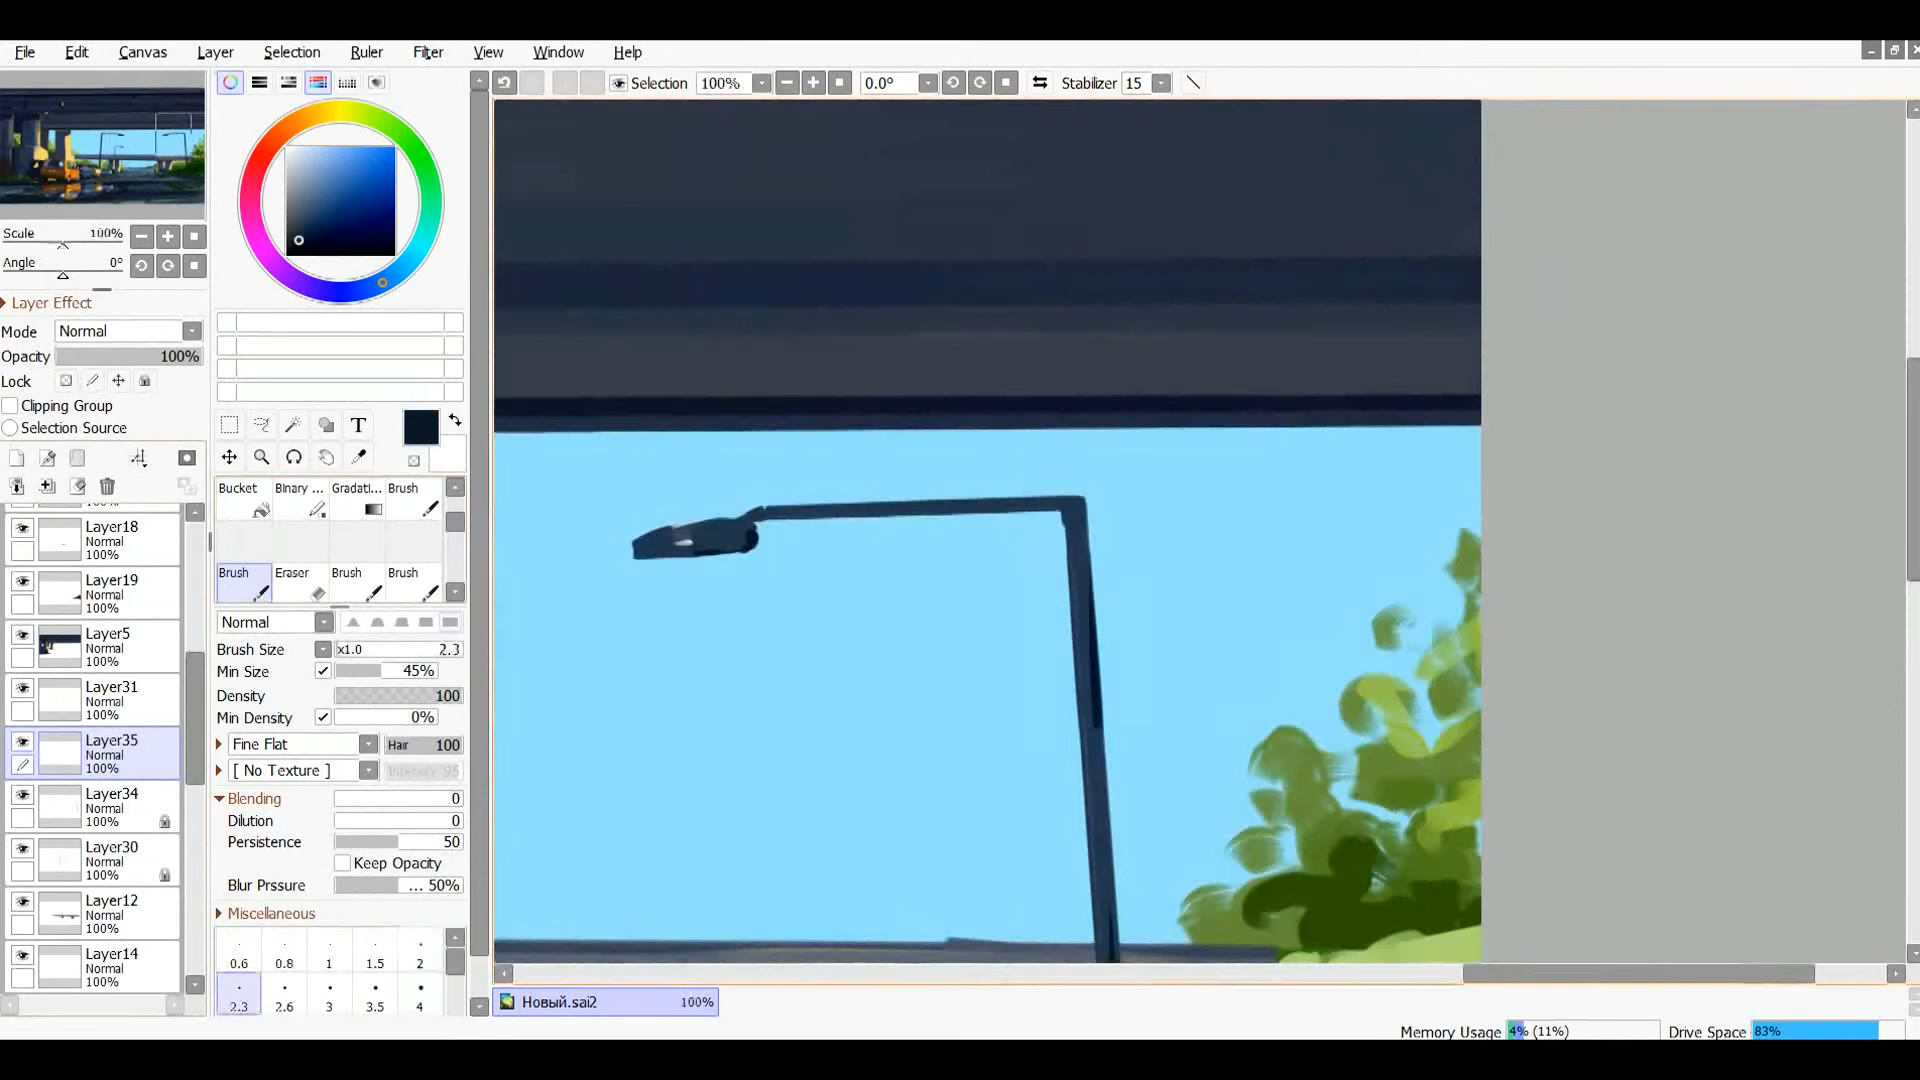 File Edit Canvas Layer Selection Ruler Filter View Window Help
Selection 100% 0.0° Stabilizer 15
Scale 100%
Angle 0°
Layer Effect
Mode Normal
Opacity 100%
Lock
Clipping Group
Selection Source
Layer18
Normal
100%
Layer19
Normal
100%
Layer5
Normal
100%
Layer31
Normal
100%
Layer35
Normal
100%
Layer34
Normal
100%
Layer30
Normal
100%
Layer12
Normal
100%
Layer14
Normal
100%
T
Bucket Binary ... Gradati... Brush
Brush Eraser Brush Brush
Normal
Brush Size x1.0 2.3
Min Size 45%
Density 100
Min Density 0%
Fine Flat Hair 100
[ No Texture ] Intensity 95
Blending 0
Dilution 0
Persistence 50
Keep Opacity
Blur Prssure ... 50%
Miscellaneous
0.6 0.8 1 1.5 2
2.3 2.6 3 3.5 4
Новый.sai2 100%
Memory Usage 4% (11%) Drive Space 83%